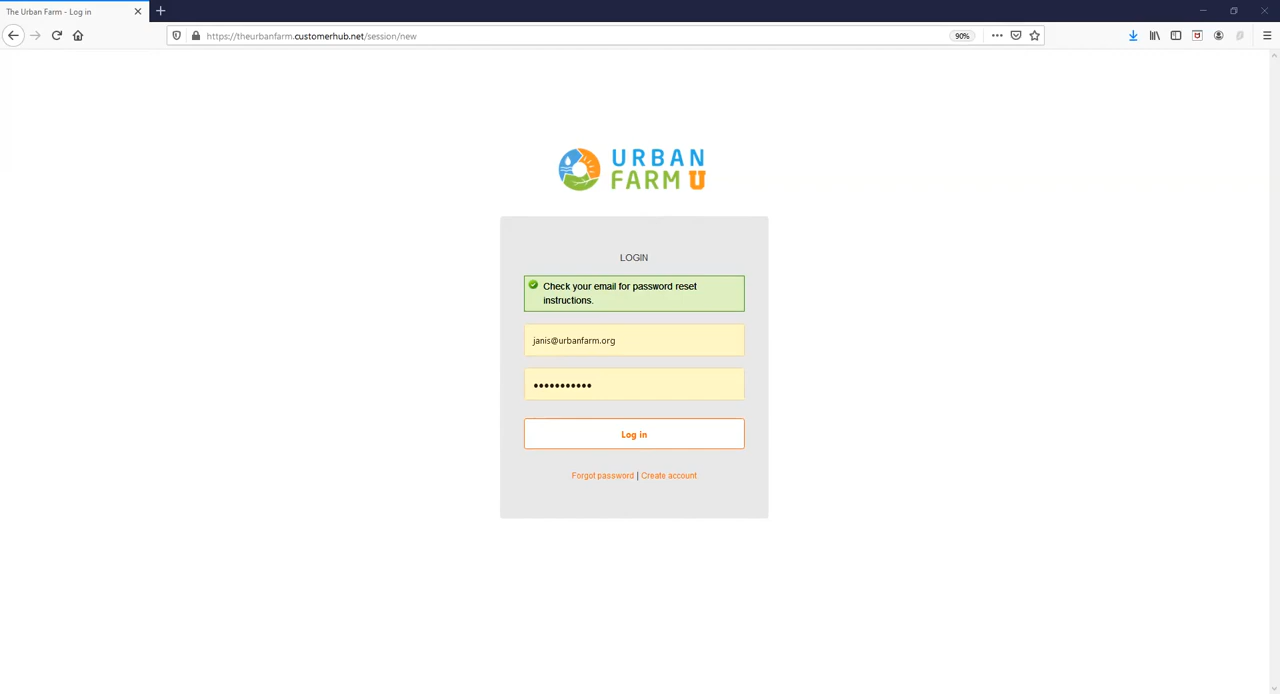 The Urban Farm - Log in
https://theurbanfarm.customerhub.net/session/new
90%
URBAN
FARM U
LOGIN
Check your email for password reset
instructions.
janis@urbanfarm.org
•••••••••••
Log in
Forgot password | Create account